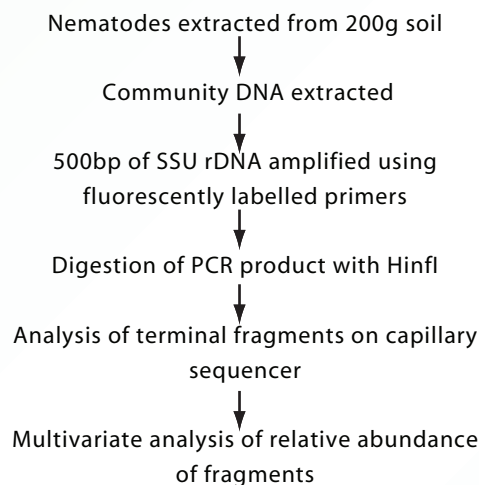 Nematodes extracted from 200g soil
Community DNA extracted
500bp of SSU rDNA amplified using
fluorescently labelled primers
Digestion of PCR product with HinfI
Analysis of terminal fragments on capillary
sequencer
Multivariate analysis of relative abundance
of fragments